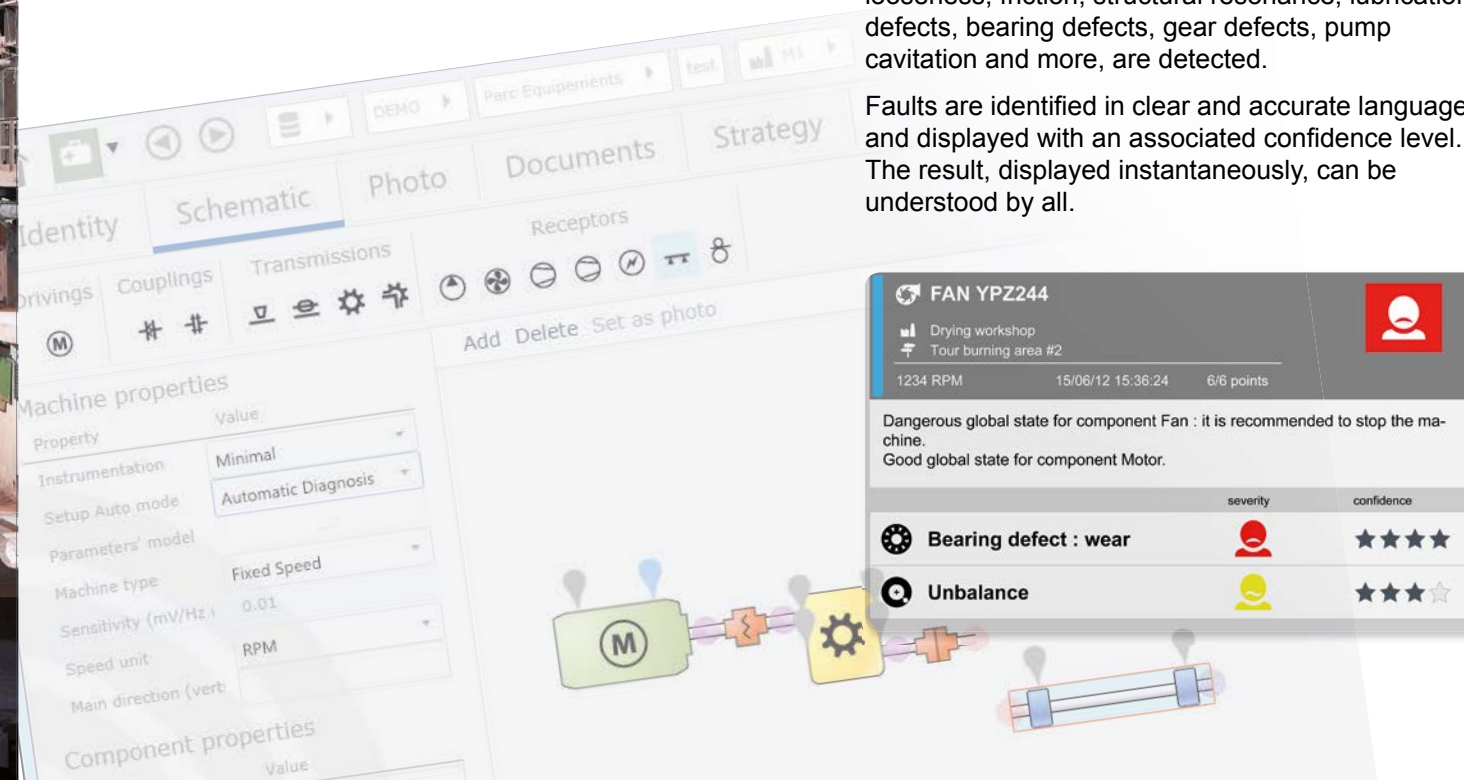 looseness, friction, structural resonance, lubrication
defects, bearing defects, gear defects, pump
cavitation and more, are detected.
Faults are identified in clear and accurate language
and displayed with an associated confidence level.
The result, displayed instantaneously, can be
understood by all.
DEMO
Parc Equipements
test
M1
Identity
Schematic
Photo
Documents
Strategy
Drivings
Couplings
Transmissions
Receptors
M
Add Delete Set as photo
Machine properties
Property Value
Instrumentation Minimal
Setup Auto mode Automatic Diagnosis
Parameters' model
Machine type Fixed Speed
Sensitivity (mV/Hz 0.01
Speed unit RPM
Main direction (vert
Component properties
Value
M
FAN YPZ244
Drying workshop
Tour burning area #2
1234 RPM 15/06/12 15:36:24 6/6 points
Dangerous global state for component Fan : it is recommended to stop the ma-
chine.
Good global state for component Motor.
severity confidence
Bearing defect : wear
Unbalance